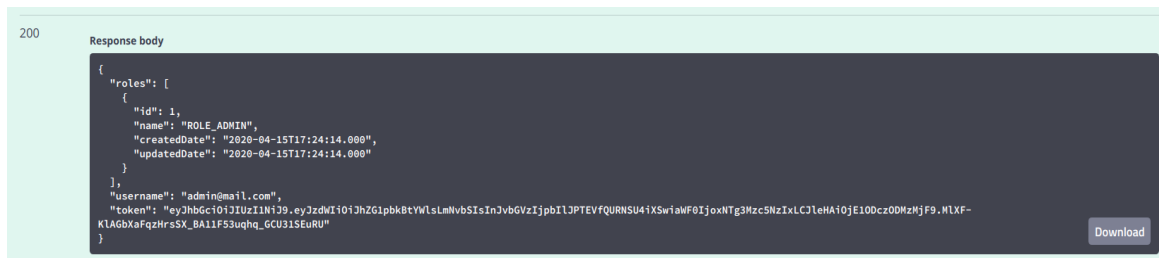 200
Response body
{
  "roles": [
    {
      "id": 1,
      "name": "ROLE_ADMIN",
      "createdDate": "2020-04-15T17:24:14.000",
      "updatedDate": "2020-04-15T17:24:14.000"
    }
  ],
  "username": "admin@mail.com",
  "token": "eyJhbGciOiJIUzI1NiJ9.eyJzdWIiOiJhZG1pbkBtYWlsLmNvbSIsInJvbGVzIjpbIlJPTEVfQURNSU4iXSwiaWF0IjoxNTg3Mzc5NzIxLCJleHAiOjE1ODczODMzMjF9.MlXF-
KlAGbXaFqzHrsSX_BA11F53uqhq_GCU31SEuRU"
}
Download